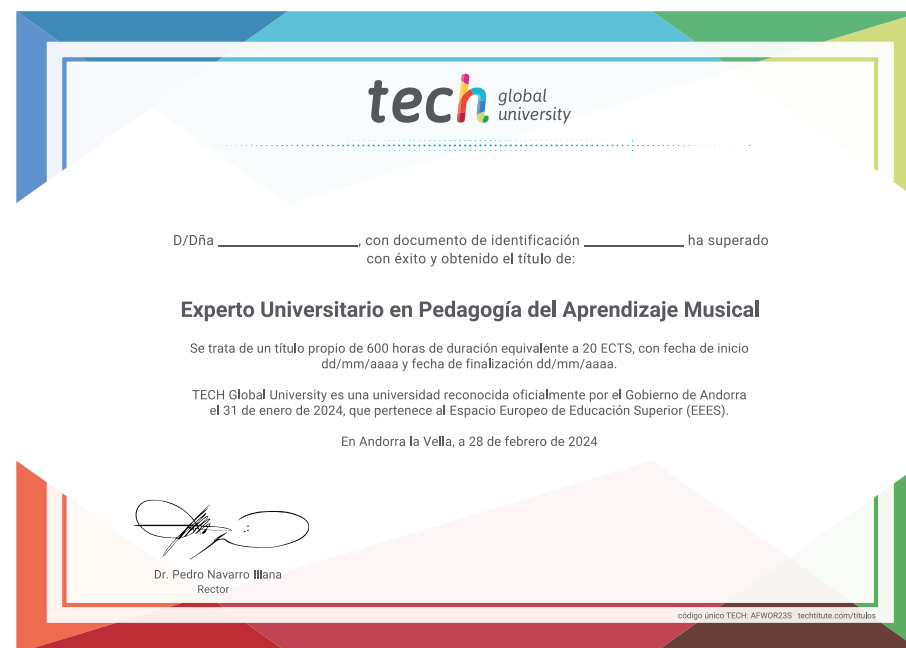 tech global university
D/Dña ______________, con documento de identificación __________ ha superado
con éxito y obtenido el título de:
Experto Universitario en Pedagogía del Aprendizaje Musical
Se trata de un título propio de 600 horas de duración equivalente a 20 ECTS, con fecha de inicio
dd/mm/aaaa y fecha de finalización dd/mm/aaaa.
TECH Global University es una universidad reconocida oficialmente por el Gobierno de Andorra
el 31 de enero de 2024, que pertenece al Espacio Europeo de Educación Superior (EEES).
En Andorra la Vella, a 28 de febrero de 2024
Dr. Pedro Navarro Illana
Rector
código único TECH: AFWOR23S techtitute.com/titulos